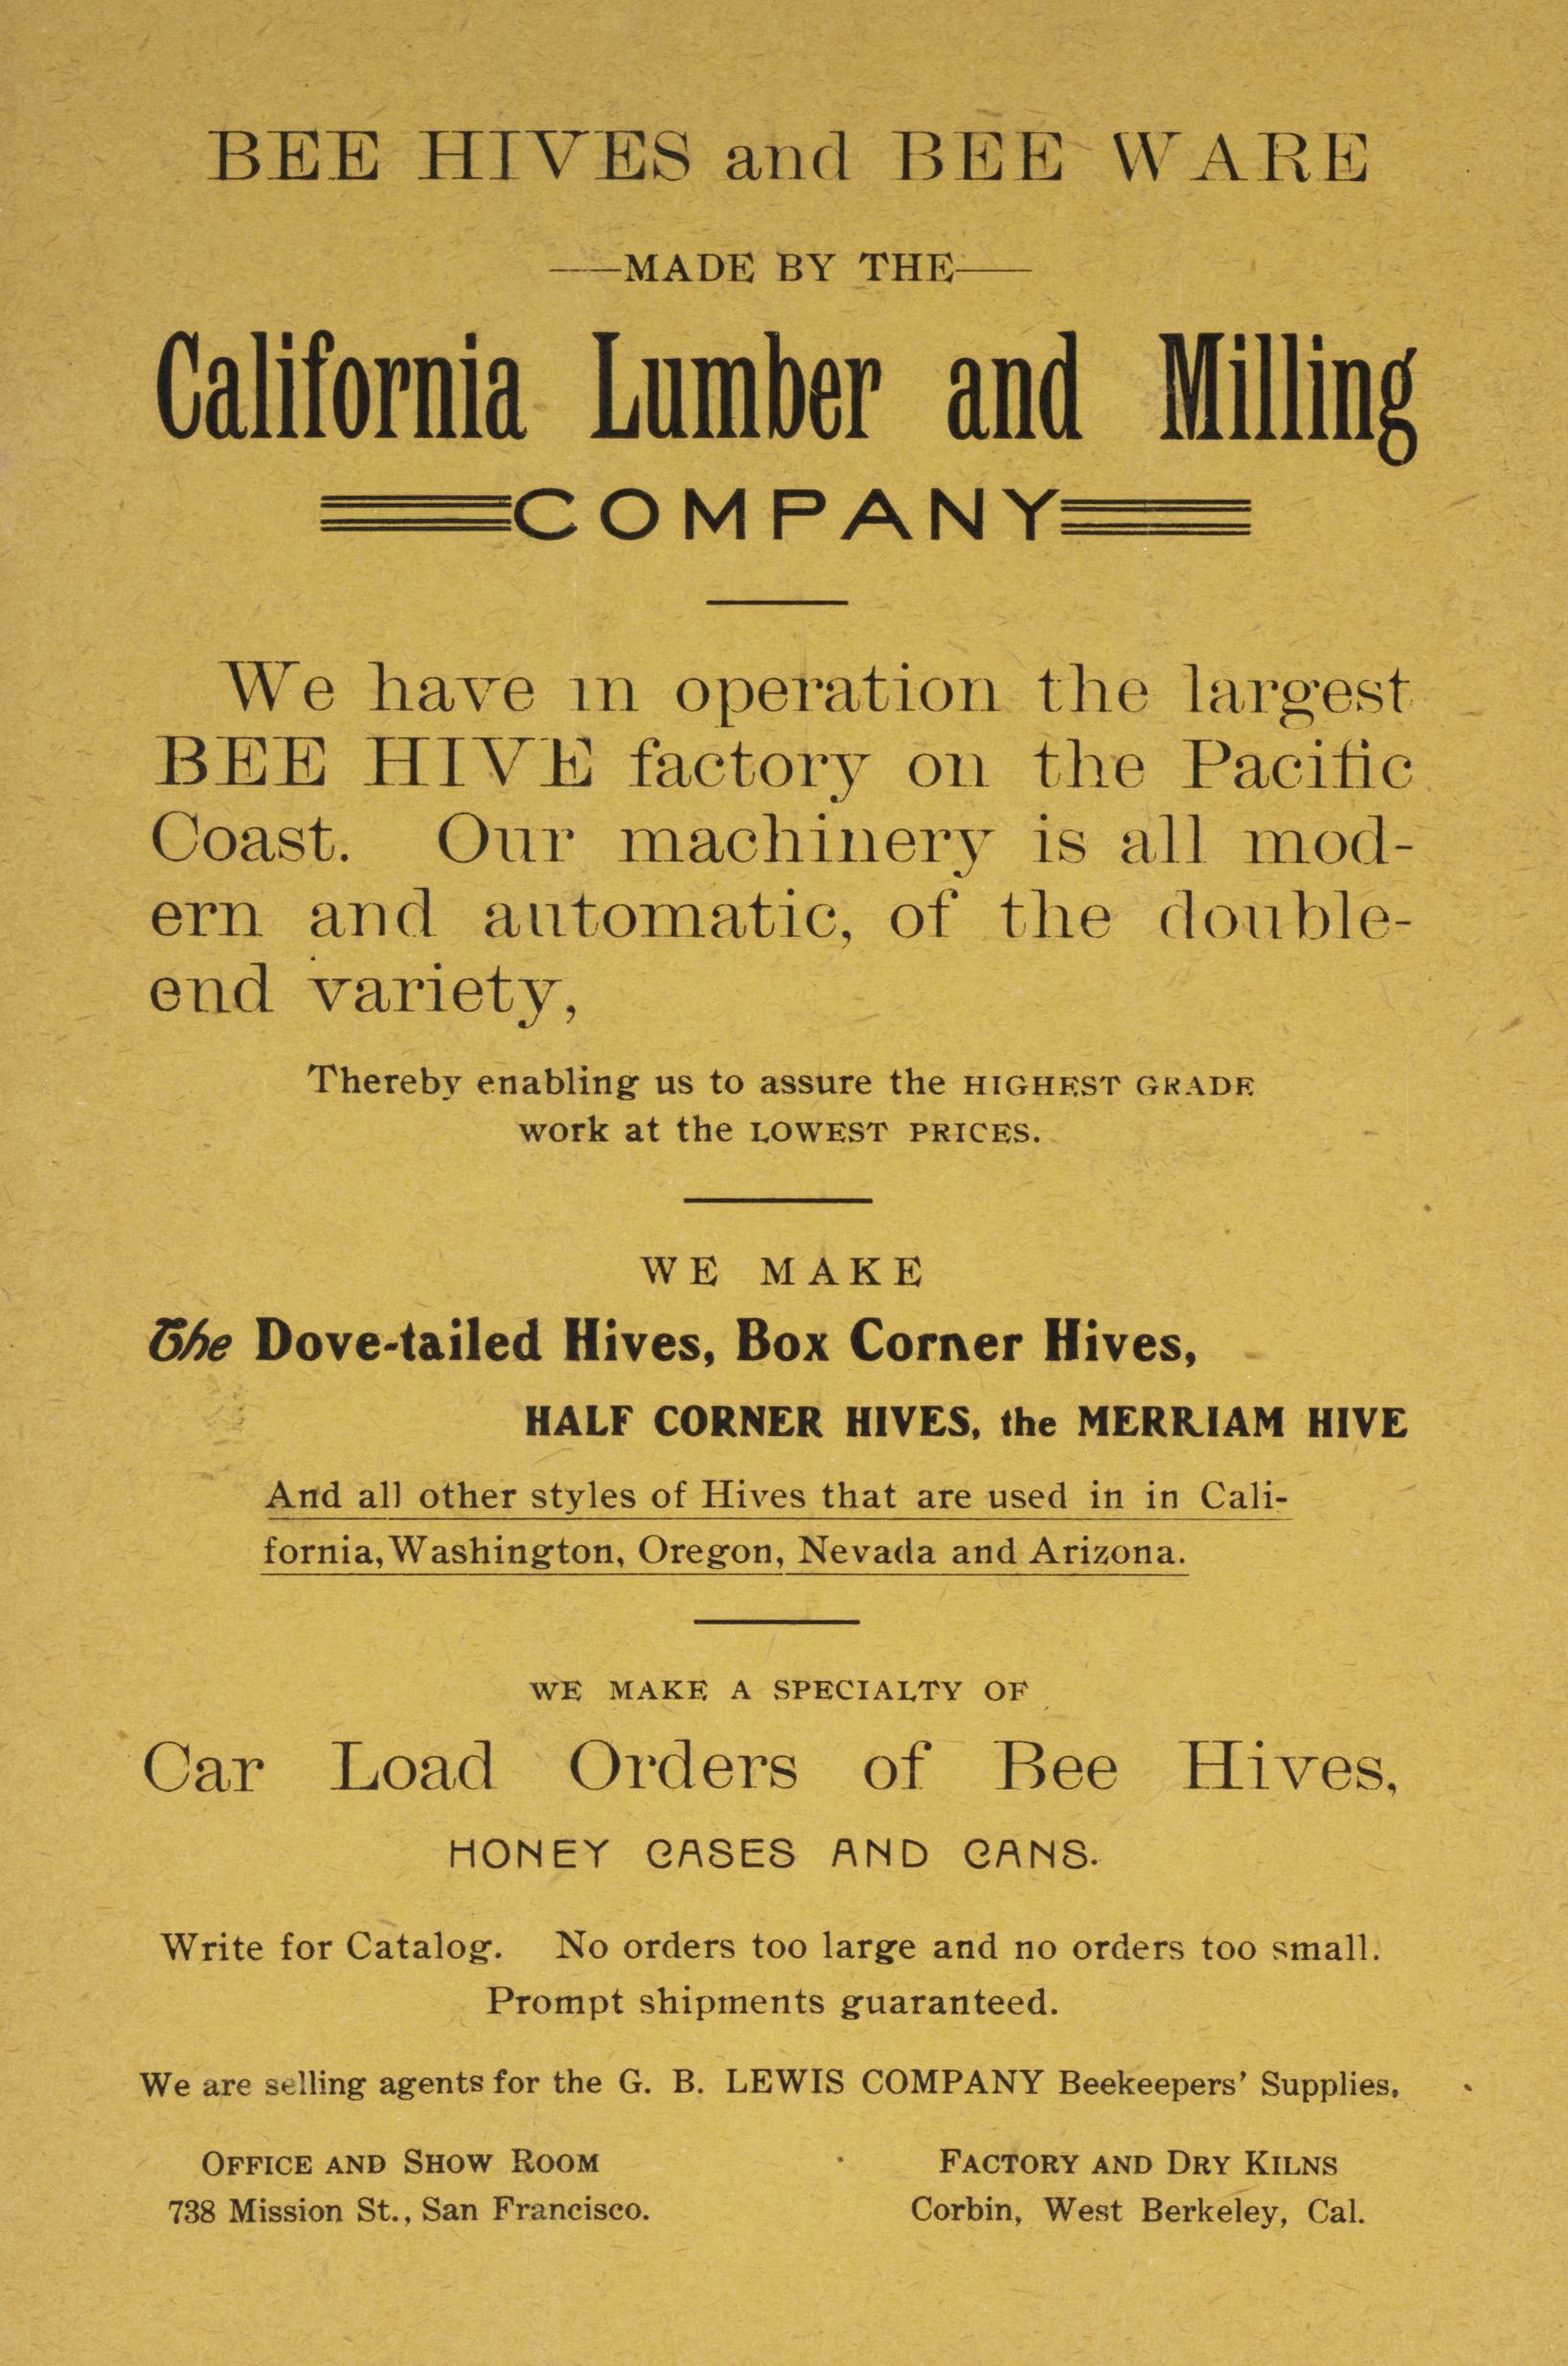 BEE HIVES and BEE WARE
—MADE BY THE—
California Lumber and Milling
COMPANY
We have in operation the largest
BEE HIVE factory on the Pacific
Coast. Our machinery is all mod-
ern and automatic, of the double-
end variety,
Thereby enabling us to assure the HIGHEST GRADE
work at the LOWEST PRICES.
WE MAKE
The Dove-tailed Hives, Box Corner Hives,
HALF CORNER HIVES, the MERRIAM HIVE
And all other styles of Hives that are used in in Cali-
fornia, Washington, Oregon, Nevada and Arizona.
WE MAKE A SPECIALTY OF
Car Load Orders of Bee Hives,
HONEY CASES AND CANS.
Write for Catalog. No orders too large and no orders too small.
Prompt shipments guaranteed.
We are selling agents for the G. B. LEWIS COMPANY Beekeepers' Supplies.
OFFICE AND SHOW ROOM
738 Mission St., San Francisco.
FACTORY AND DRY KILNS
Corbin, West Berkeley, Cal.